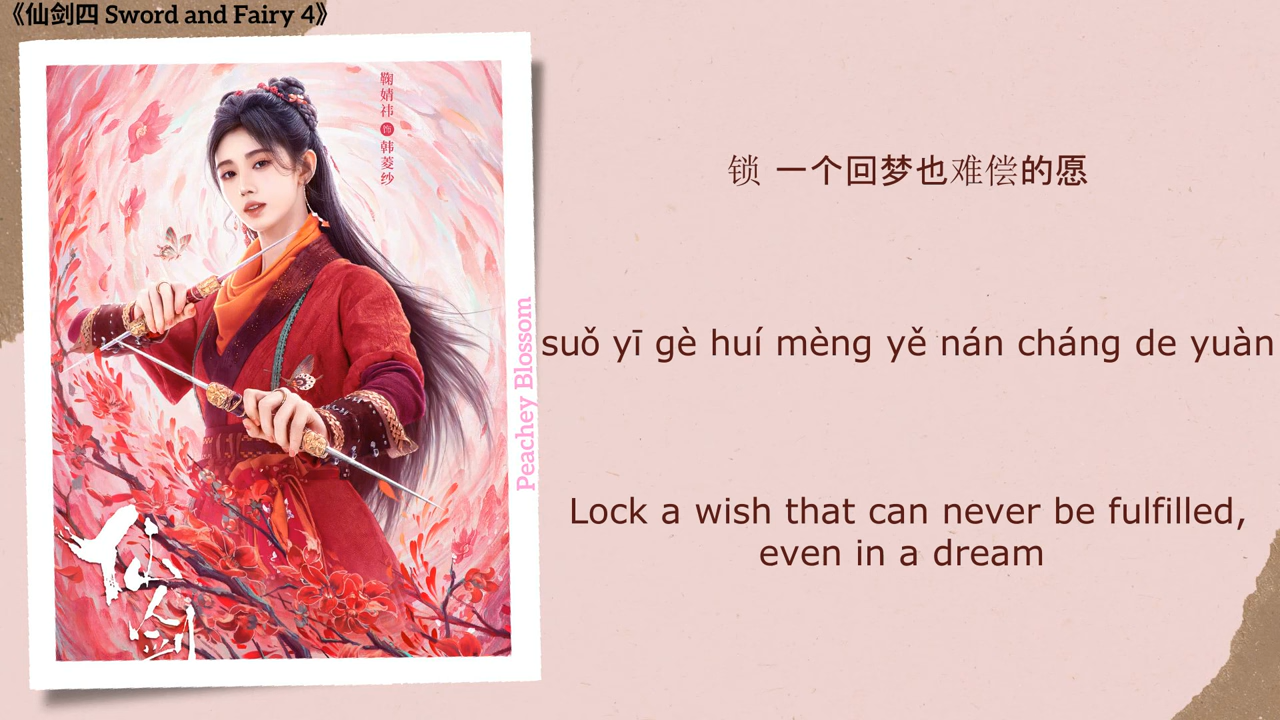 《仙剑四 Sword and Fairy 4》
鞠婧祎
饰
韩菱纱
仙剑
Peachey Blossom
锁 一个回梦也难偿的愿
suǒ yī gè huí mèng yě nán cháng de yuàn
Lock a wish that can never be fulfilled,
even in a dream